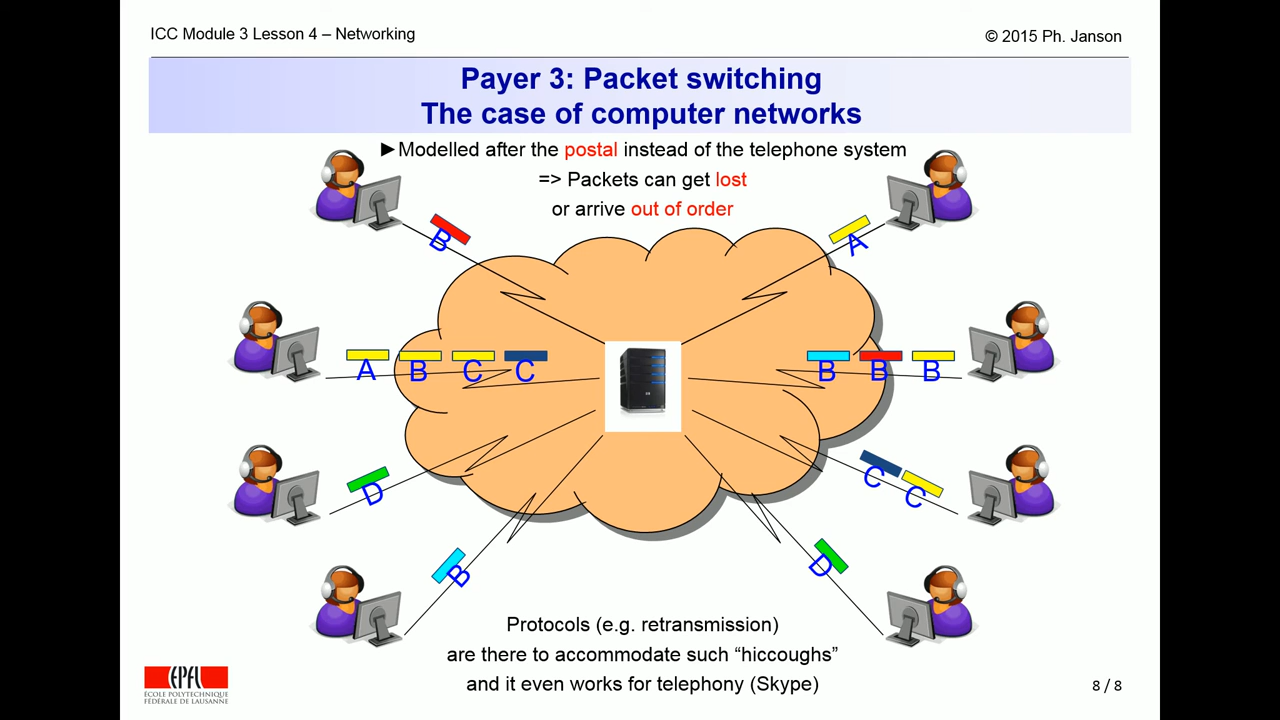 ICC Module 3 Lesson 4 – Networking
© 2015 Ph. Janson
Payer 3: Packet switching
The case of computer networks
►Modelled after the postal instead of the telephone system
=> Packets can get lost
or arrive out of order
B
A
A B C C
B B B
D
C C
B
D
Protocols (e.g. retransmission)
are there to accommodate such “hiccoughs”
and it even works for telephony (Skype)
EPFL
ÉCOLE POLYTECHNIQUE
FÉDÉRALE DE LAUSANNE
8 / 8